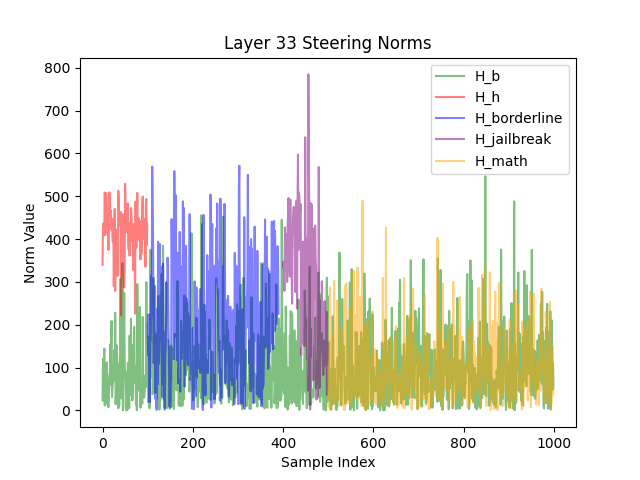 Layer 33 Steering Norms
Norm Value
800
700
600
500
400
300
200
100
0
H_b
H_h
H_borderline
H_jailbreak
H_math
0 200 400 600 800 1000
Sample Index